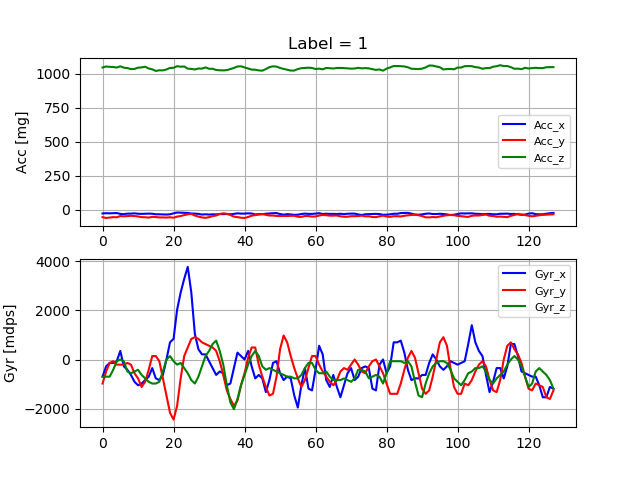 Label = 1
Acc [mg]
1000
750
500
250
0
Acc_x
Acc_y
Acc_z
0 20 40 60 80 100 120
Gyr [mdps]
4000
2000
0
−2000
Gyr_x
Gyr_y
Gyr_z
0 20 40 60 80 100 120